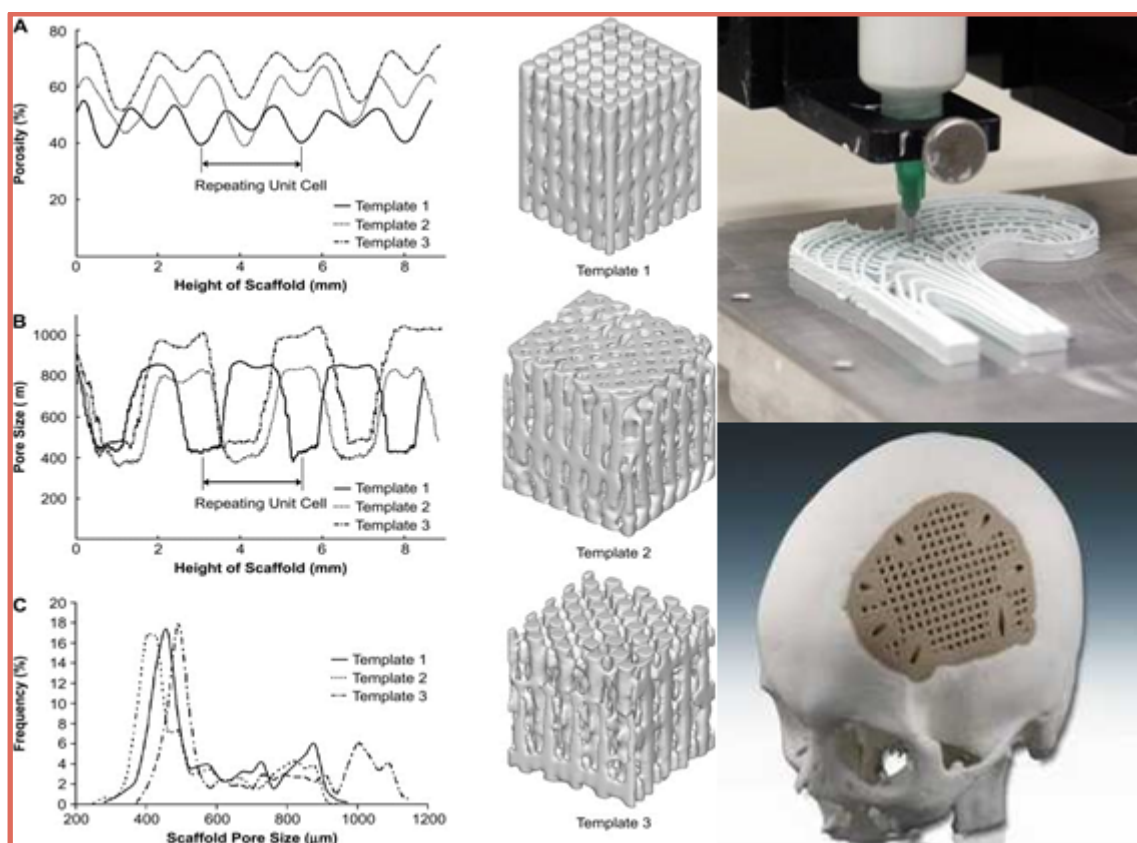 A
Porosity (%)
80
60
40
20
Repeating Unit Cell
Template 1
Template 2
Template 3
0
2
4
6
8
Height of Scaffold (mm)
Template 1
B
Pore Size ( m)
1000
800
600
400
200
Repeating Unit Cell
Template 1
Template 2
Template 3
0
2
4
6
8
Height of Scaffold (mm)
Template 2
C
Frequency (%)
20
18
16
14
12
10
8
6
4
2
0
Template 1
Template 2
Template 3
200
400
600
800
1000
1200
Scaffold Pore Size (μm)
Template 3